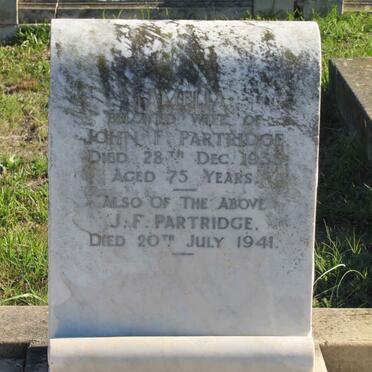 BELOVED WIFE OF
JOHN F. PARTRIDGE
DIED 28TH DEC.
AGED 75 YEARS.
ALSO OF THE ABOVE
J. F. PARTRIDGE,
DIED 20TH JULY 1941.